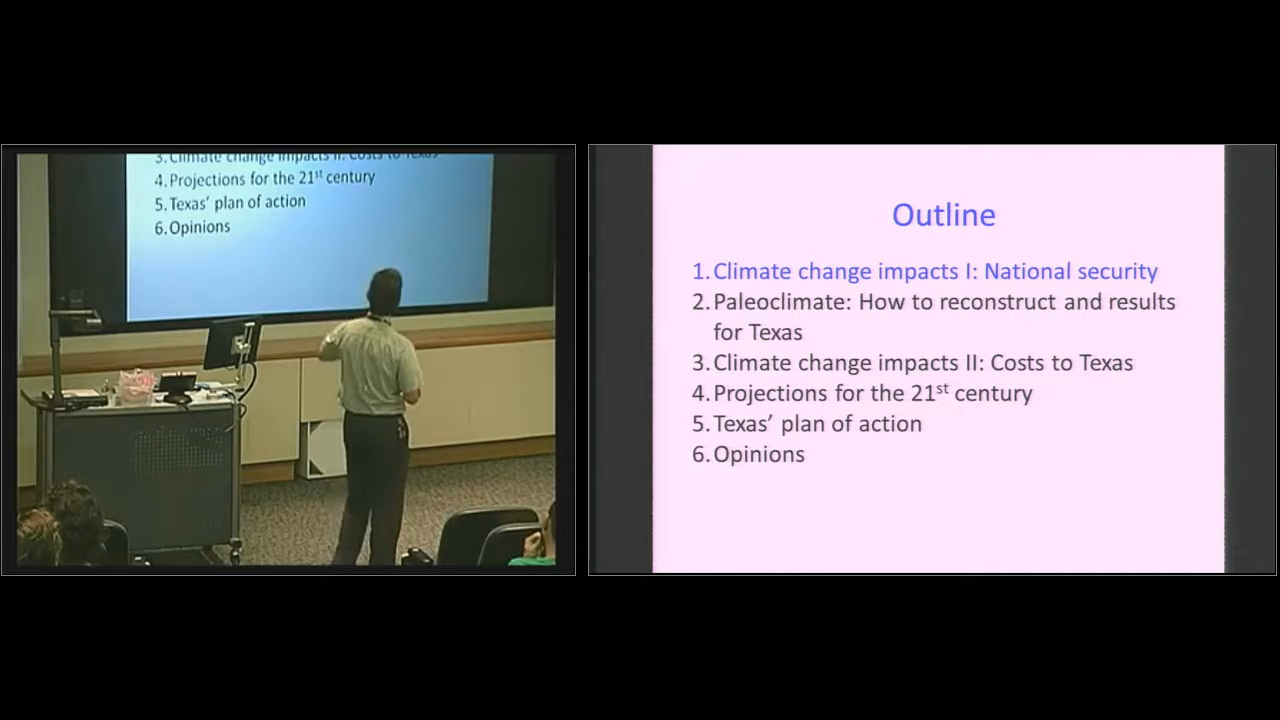 3. Climate change impacts II: Costs to Texas
4. Projections for the 21st century
5. Texas' plan of action
6. Opinions
Outline
1. Climate change impacts I: National security
2. Paleoclimate: How to reconstruct and results
for Texas
3. Climate change impacts II: Costs to Texas
4. Projections for the 21st century
5. Texas' plan of action
6. Opinions